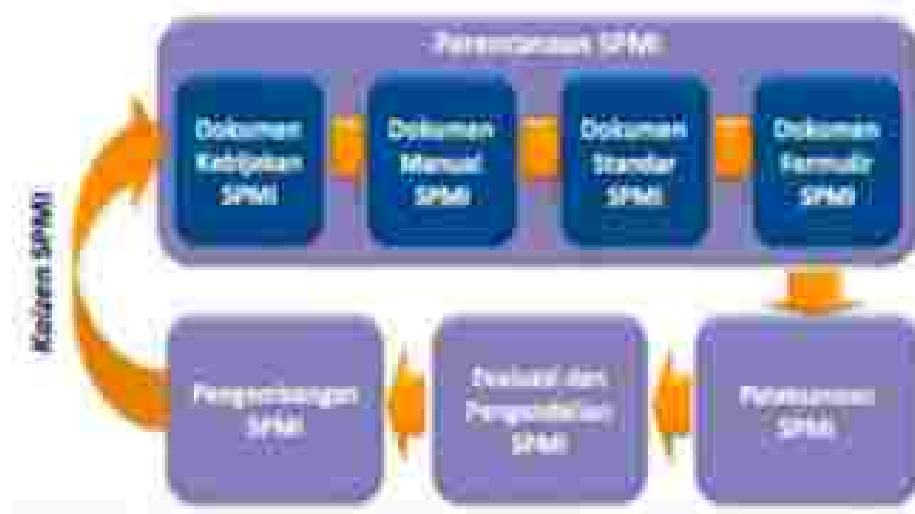 Perencanaan SPMI
Dokumen
Kebijakan
SPMI
Dokumen
Manual
SPMI
Dokumen
Standar
SPMI
Dokumen
Formulir
SPMI
Kaizen SPMI
Pengembangan
SPMI
Evaluasi dan
Pengendalian
SPMI
Pelaksanaan
SPMI